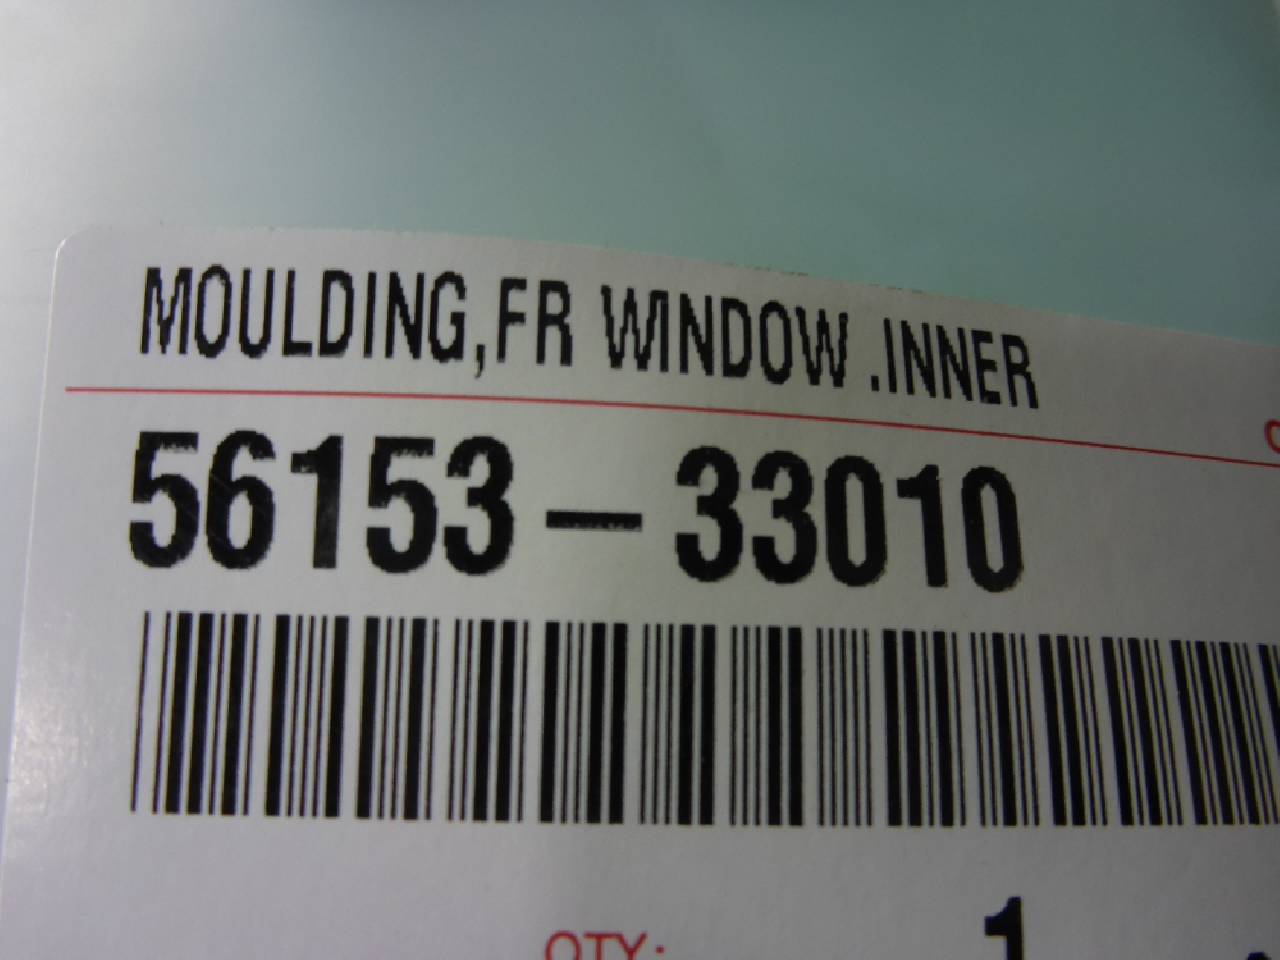 MOULDING,FR WINDOW .INNER
56153-33010
QTY: 1